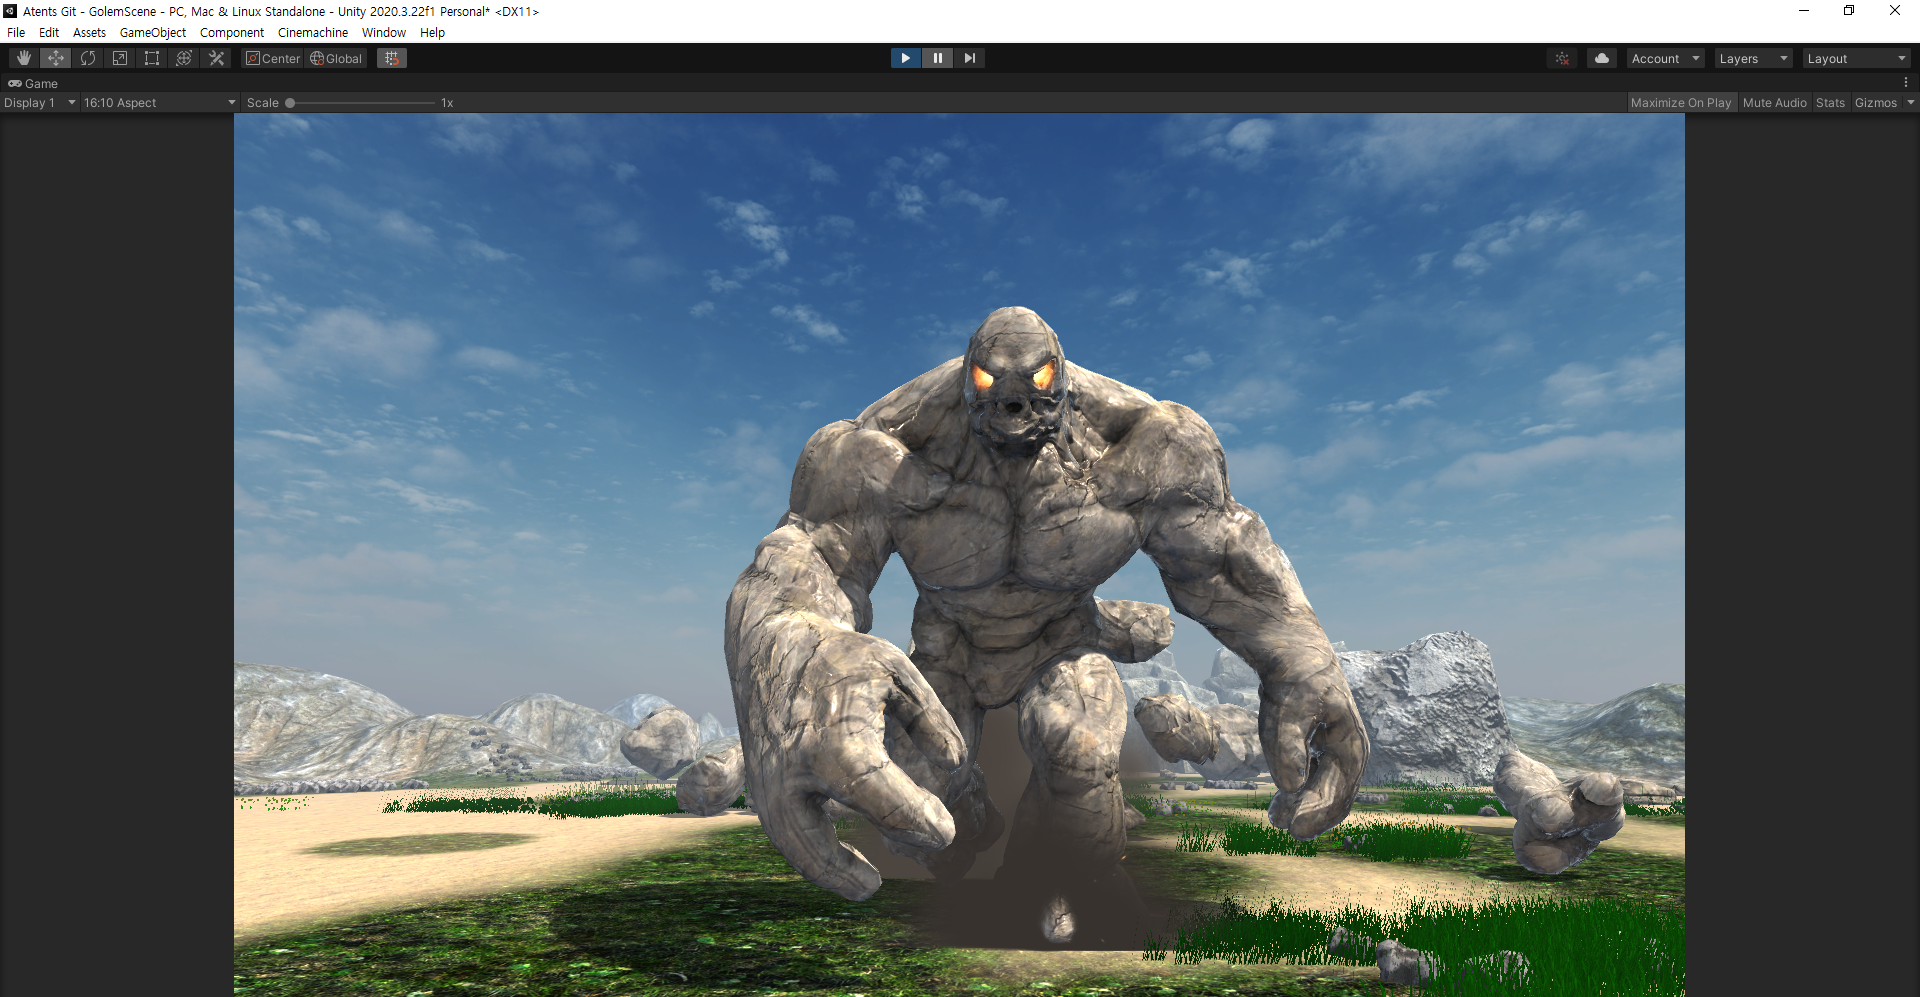 Atents Git - GolemScene - PC, Mac & Linux Standalone - Unity 2020.3.22f1 Personal* <DX11>
File Edit Assets GameObject Component Cinemachine Window Help
Center Global Account Layers Layout
Game
Display 1 16:10 Aspect Scale 1x Maximize On Play Mute Audio Stats Gizmos